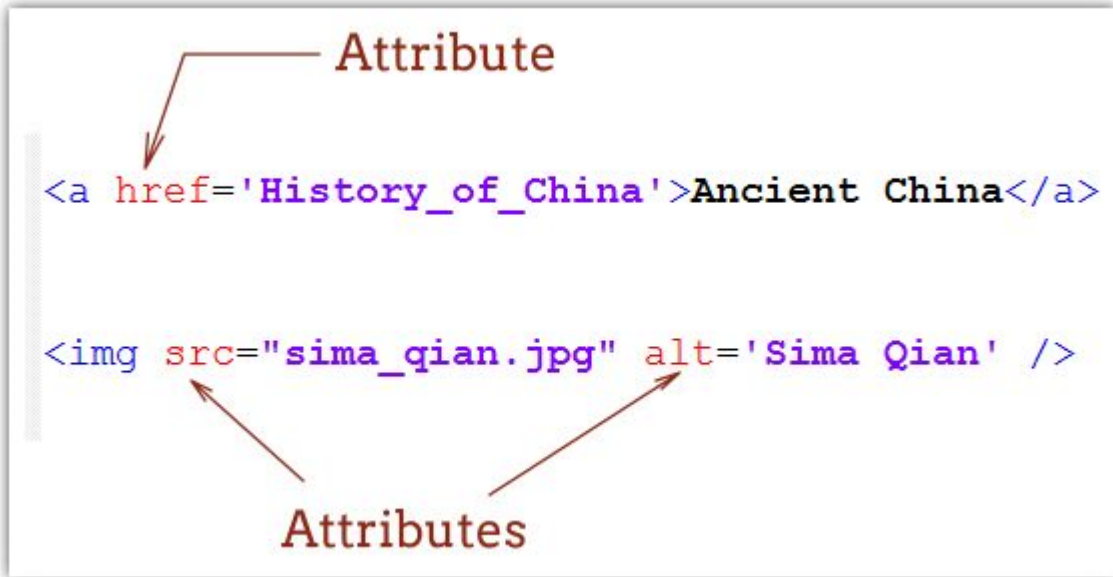 Attribute
<a href='History_of_China'>Ancient China</a>
<img src="sima_qian.jpg" alt='Sima Qian' />
Attributes